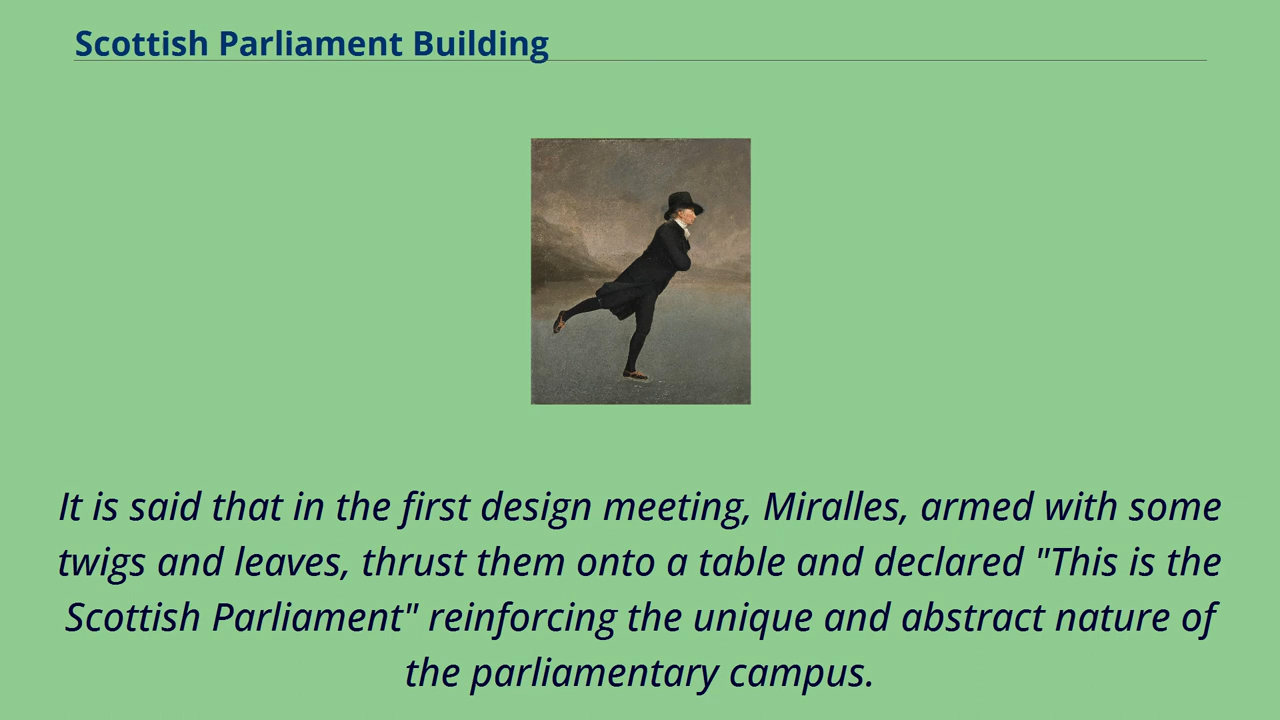 Scottish Parliament Building
It is said that in the first design meeting, Miralles, armed with some
twigs and leaves, thrust them onto a table and declared "This is the
Scottish Parliament" reinforcing the unique and abstract nature of
the parliamentary campus.